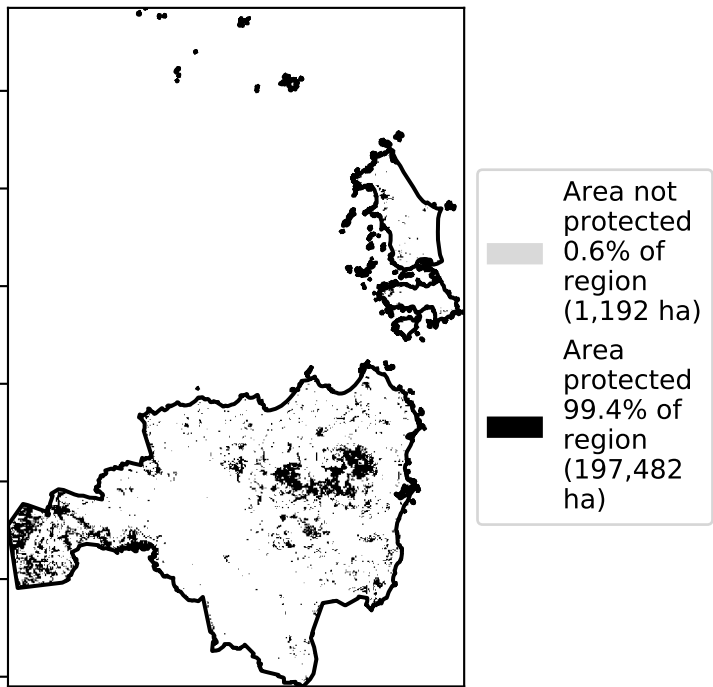 Area not
protected
0.6% of
region
(1,192 ha)
Area
protected
99.4% of
region
(197,482
ha)